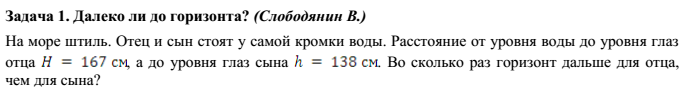 Задача 1. Далеко ли до горизонта? (Слободянин В.)
На море штиль. Отец и сын стоят у самой кромки воды. Расстояние от уровня воды до уровня глаз
отца H = 167 см, а до уровня глаз сына h = 138 см. Во сколько раз горизонт дальше для отца,
чем для сына?